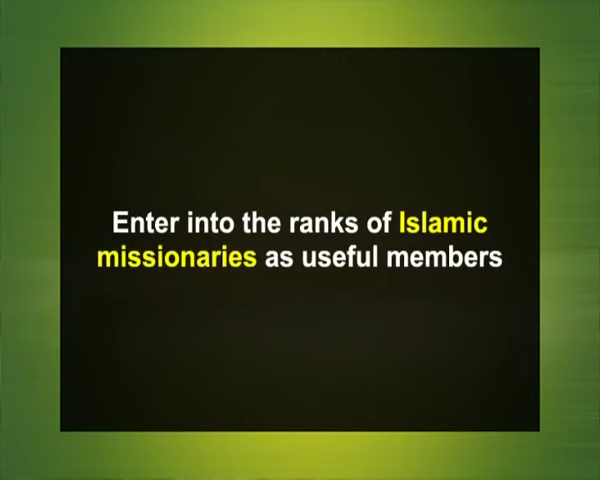 Enter into the ranks of Islamic
missionaries as useful members